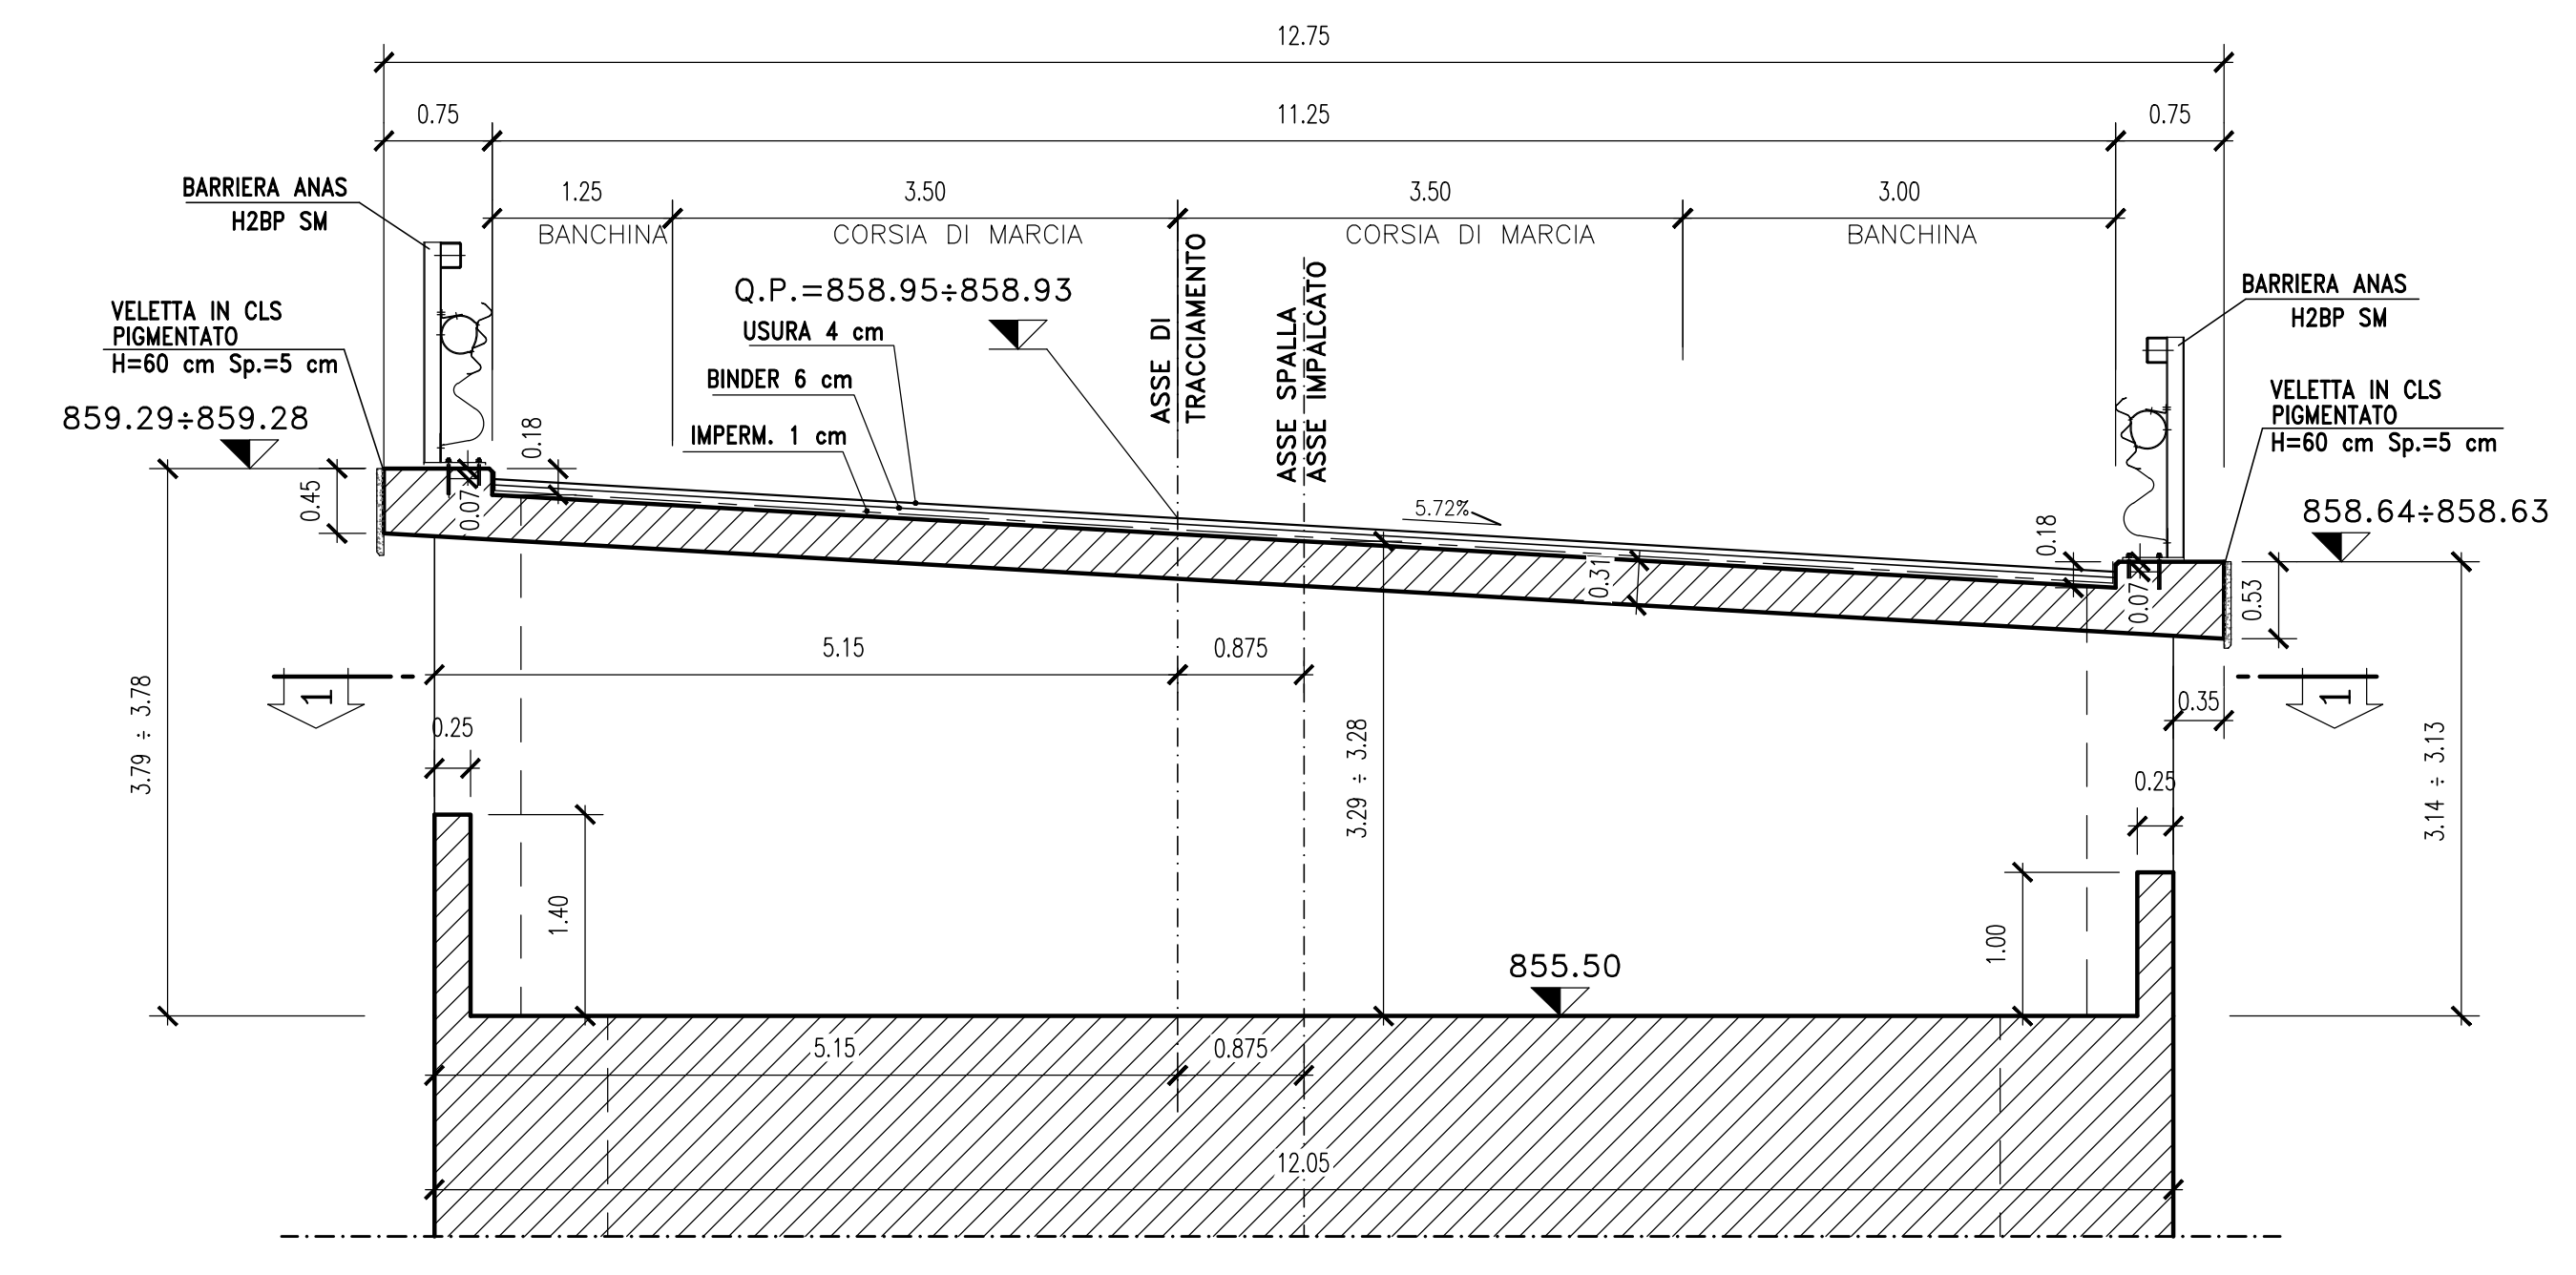 12.75
0.75
11.25
0.75
1.25
3.50
3.50
3.00
BANCHINA
CORSIA DI MARCIA
CORSIA DI MARCIA
BANCHINA
BARRIERA ANAS
H2BP SM
ASSE DI
TRACCIAMENTO
ASSE SPALLA
ASSE IMPALCATO
Q.P.=858.95÷858.93
USURA 4 cm
BINDER 6 cm
IMPERM. 1 cm
BARRIERA ANAS
H2BP SM
VELETTA IN CLS
PIGMENTATO
H=60 cm Sp.=5 cm
859.29÷859.28
VELETTA IN CLS
PIGMENTATO
H=60 cm Sp.=5 cm
858.64÷858.63
0.18
0.45
0.07
5.72%
0.31
0.18
0.07
0.53
5.15
0.875
3.79 ÷ 3.78
1
0.25
3.29 ÷ 3.28
0.35
1
3.14 ÷ 3.13
0.25
1.40
1.00
855.50
5.15
0.875
12.05